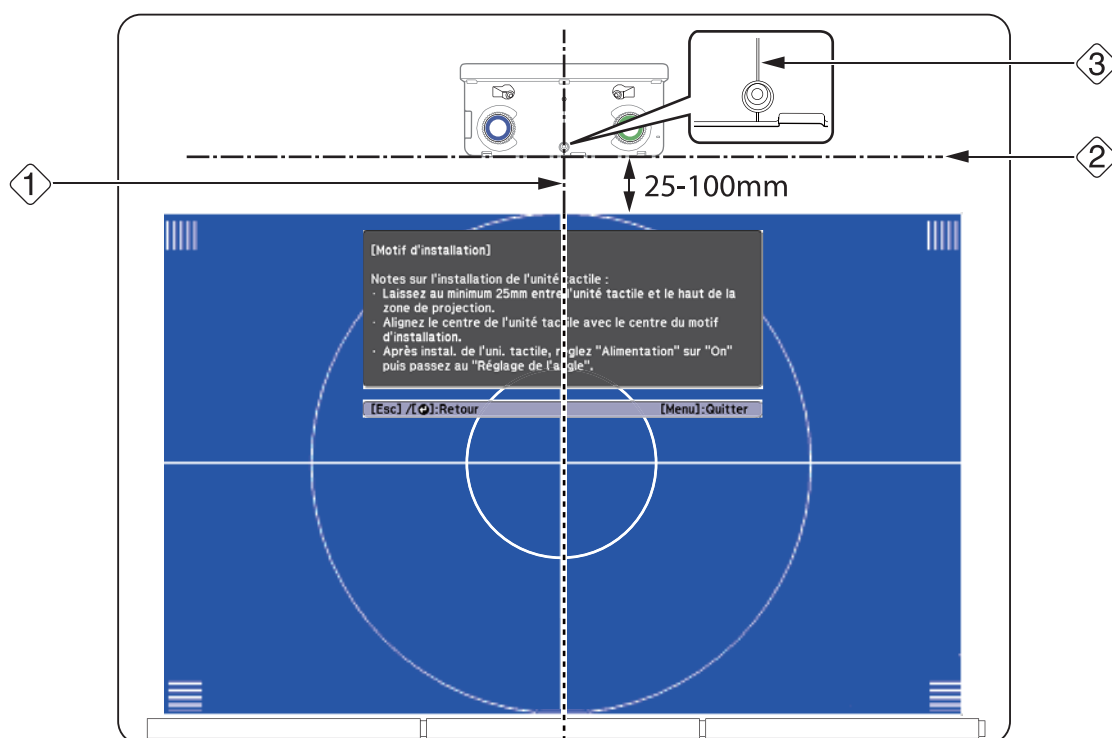 3
2
1
25-100mm
[Motif d'installation]
Notes sur l'installation de l'unité tactile :
· Laissez au minimum 25mm entre l'unité tactile et le haut de la
zone de projection.
· Alignez le centre de l'unité tactile avec le centre du motif
d'installation.
· Après instal. de l'uni. tactile, réglez "Alimentation" sur "On"
puis passez au "Réglage de l'angle".
[Esc] /[⏎]:Retour [Menu]:Quitter